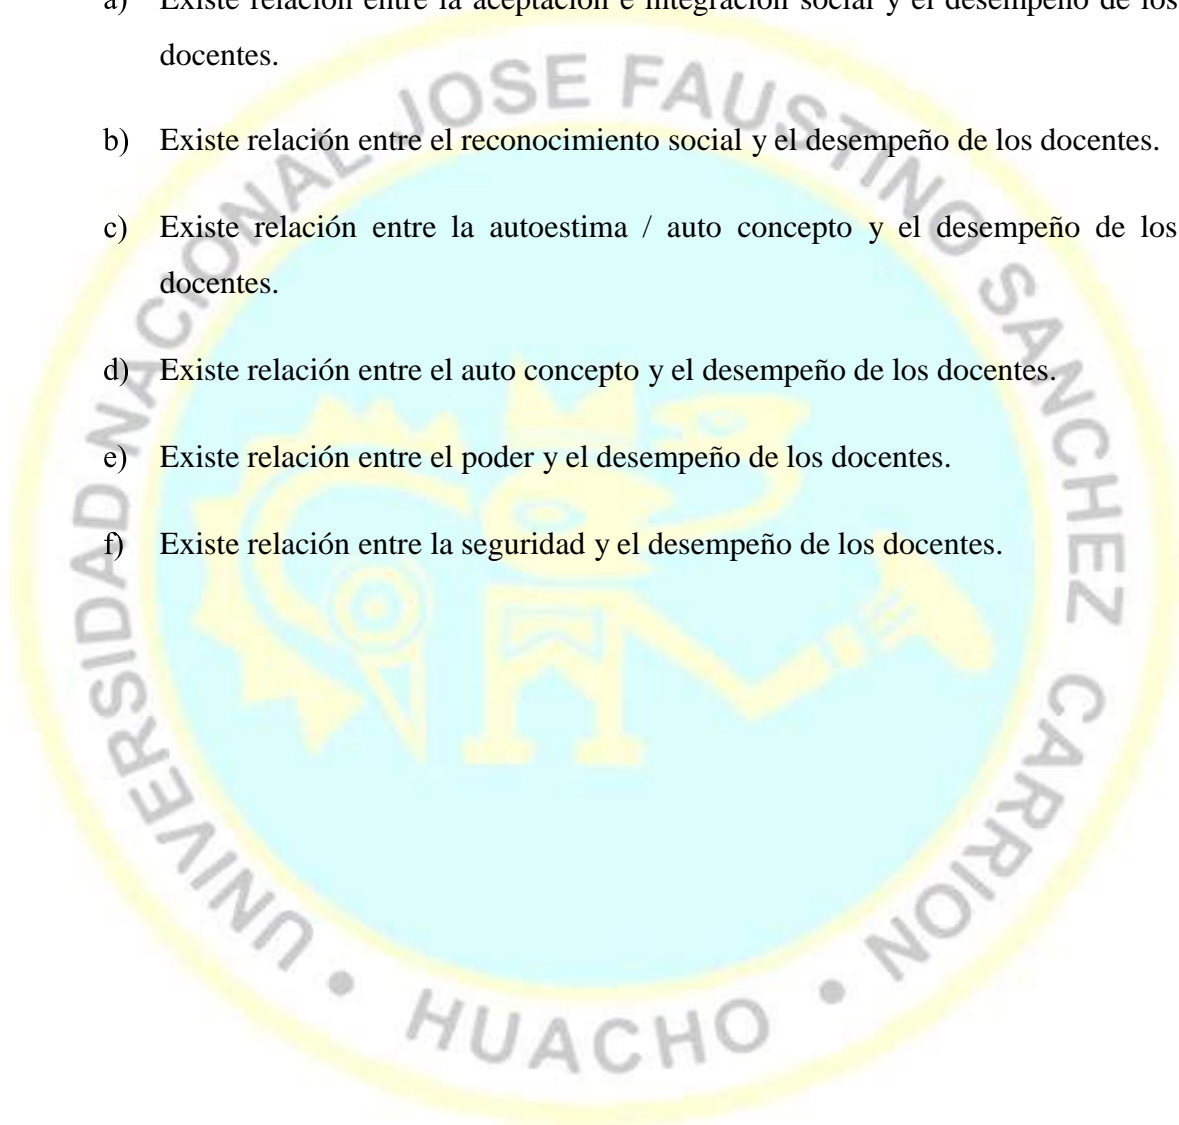 a) Existe relación entre la aceptación e integración social y el desempeño de los
docentes.
b) Existe relación entre el reconocimiento social y el desempeño de los docentes.
c) Existe relación entre la autoestima / auto concepto y el desempeño de los
docentes.
d) Existe relación entre el auto concepto y el desempeño de los docentes.
e) Existe relación entre el poder y el desempeño de los docentes.
f) Existe relación entre la seguridad y el desempeño de los docentes.
UNIVERSIDAD NACIONAL JOSE FAUSTINO SANCHEZ CARRION
• HUACHO •